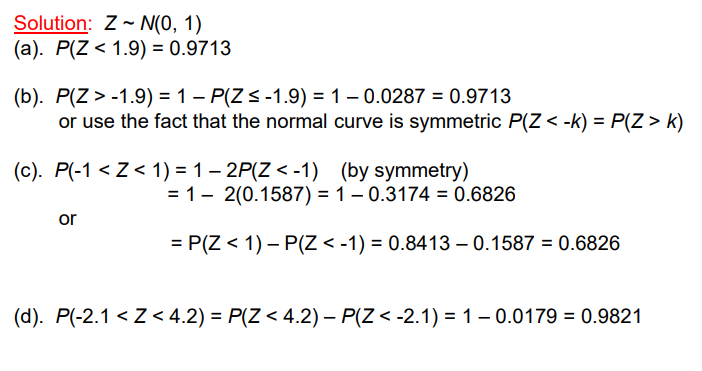 Solution: Z ~ N(0, 1)
(a). P(Z < 1.9) = 0.9713
(b). P(Z > -1.9) = 1 – P(Z ≤ -1.9) = 1 – 0.0287 = 0.9713
or use the fact that the normal curve is symmetric P(Z < -k) = P(Z > k)
(c). P(-1 < Z < 1) = 1 – 2P(Z < -1) (by symmetry)
= 1 – 2(0.1587) = 1 – 0.3174 = 0.6826
or
= P(Z < 1) – P(Z < -1) = 0.8413 – 0.1587 = 0.6826
(d). P(-2.1 < Z < 4.2) = P(Z < 4.2) – P(Z < -2.1) = 1 – 0.0179 = 0.9821